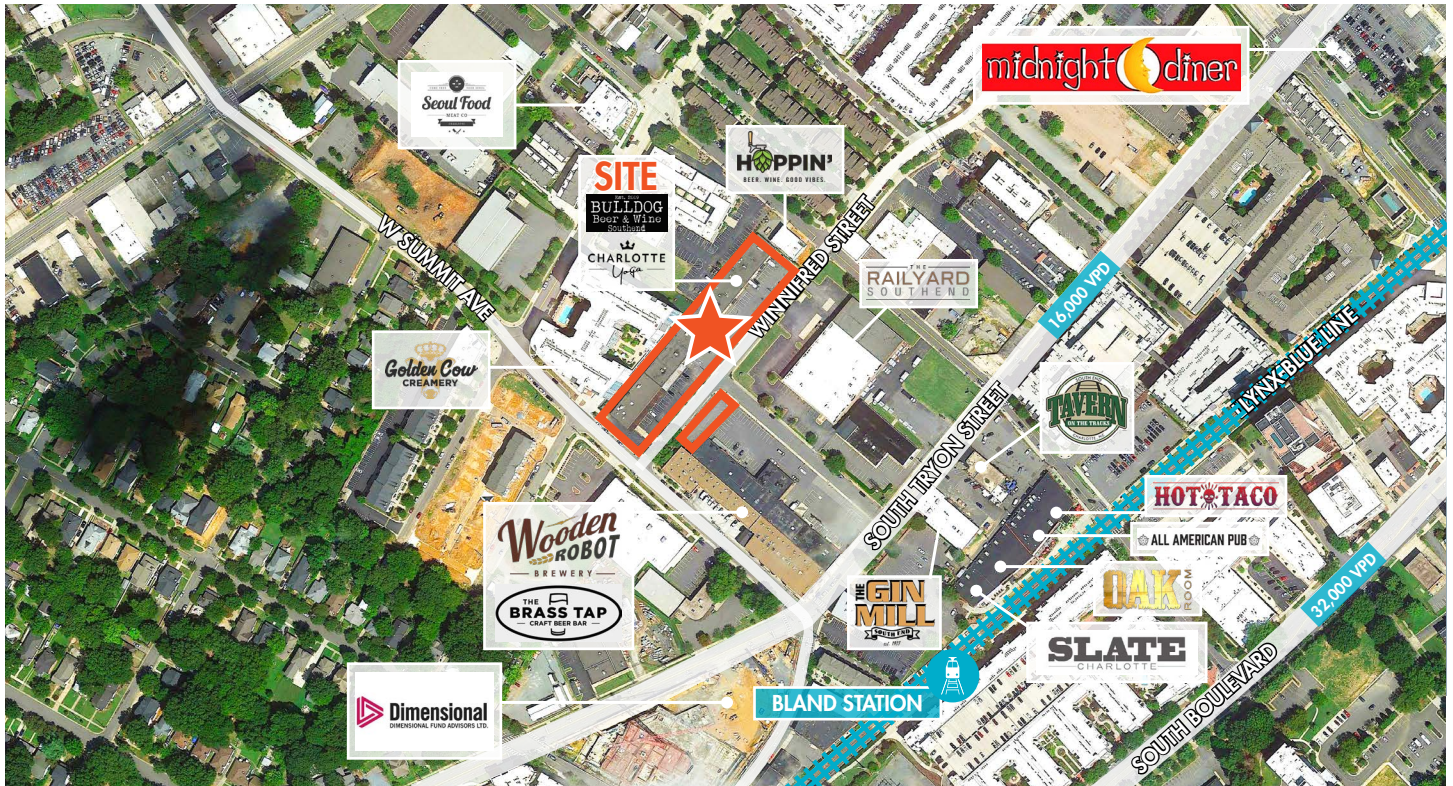 midnight diner
Seoul Food
MEAT CO
HOPPIN'
BEER. WINE. GOOD VIBES.
SITE
BULLDOG
Beer & Wine
Southend
CHARLOTTE
Yoga
W SUMMIT AVE
WINNIFRED STREET
THE
RAILYARD
SOUTHEND
16,000 VPD
LYNX-BLUE LINE
Golden Cow
CREAMERY
SOUTH TRYON STREET
TAVERN
ON THE TRACKS
CHARLOTTE, NC
HOT TACO
ALL AMERICAN PUB
OAK
ROOM
Wooden
ROBOT
BREWERY
THE
BRASS TAP
CRAFT BEER BAR
THE
GIN
MILL
SOUTH END
32,000 VPD
SLATE
CHARLOTTE
SOUTH BOULEVARD
BLAND STATION
Dimensional
DIMENSIONAL FUND ADVISORS LTD.